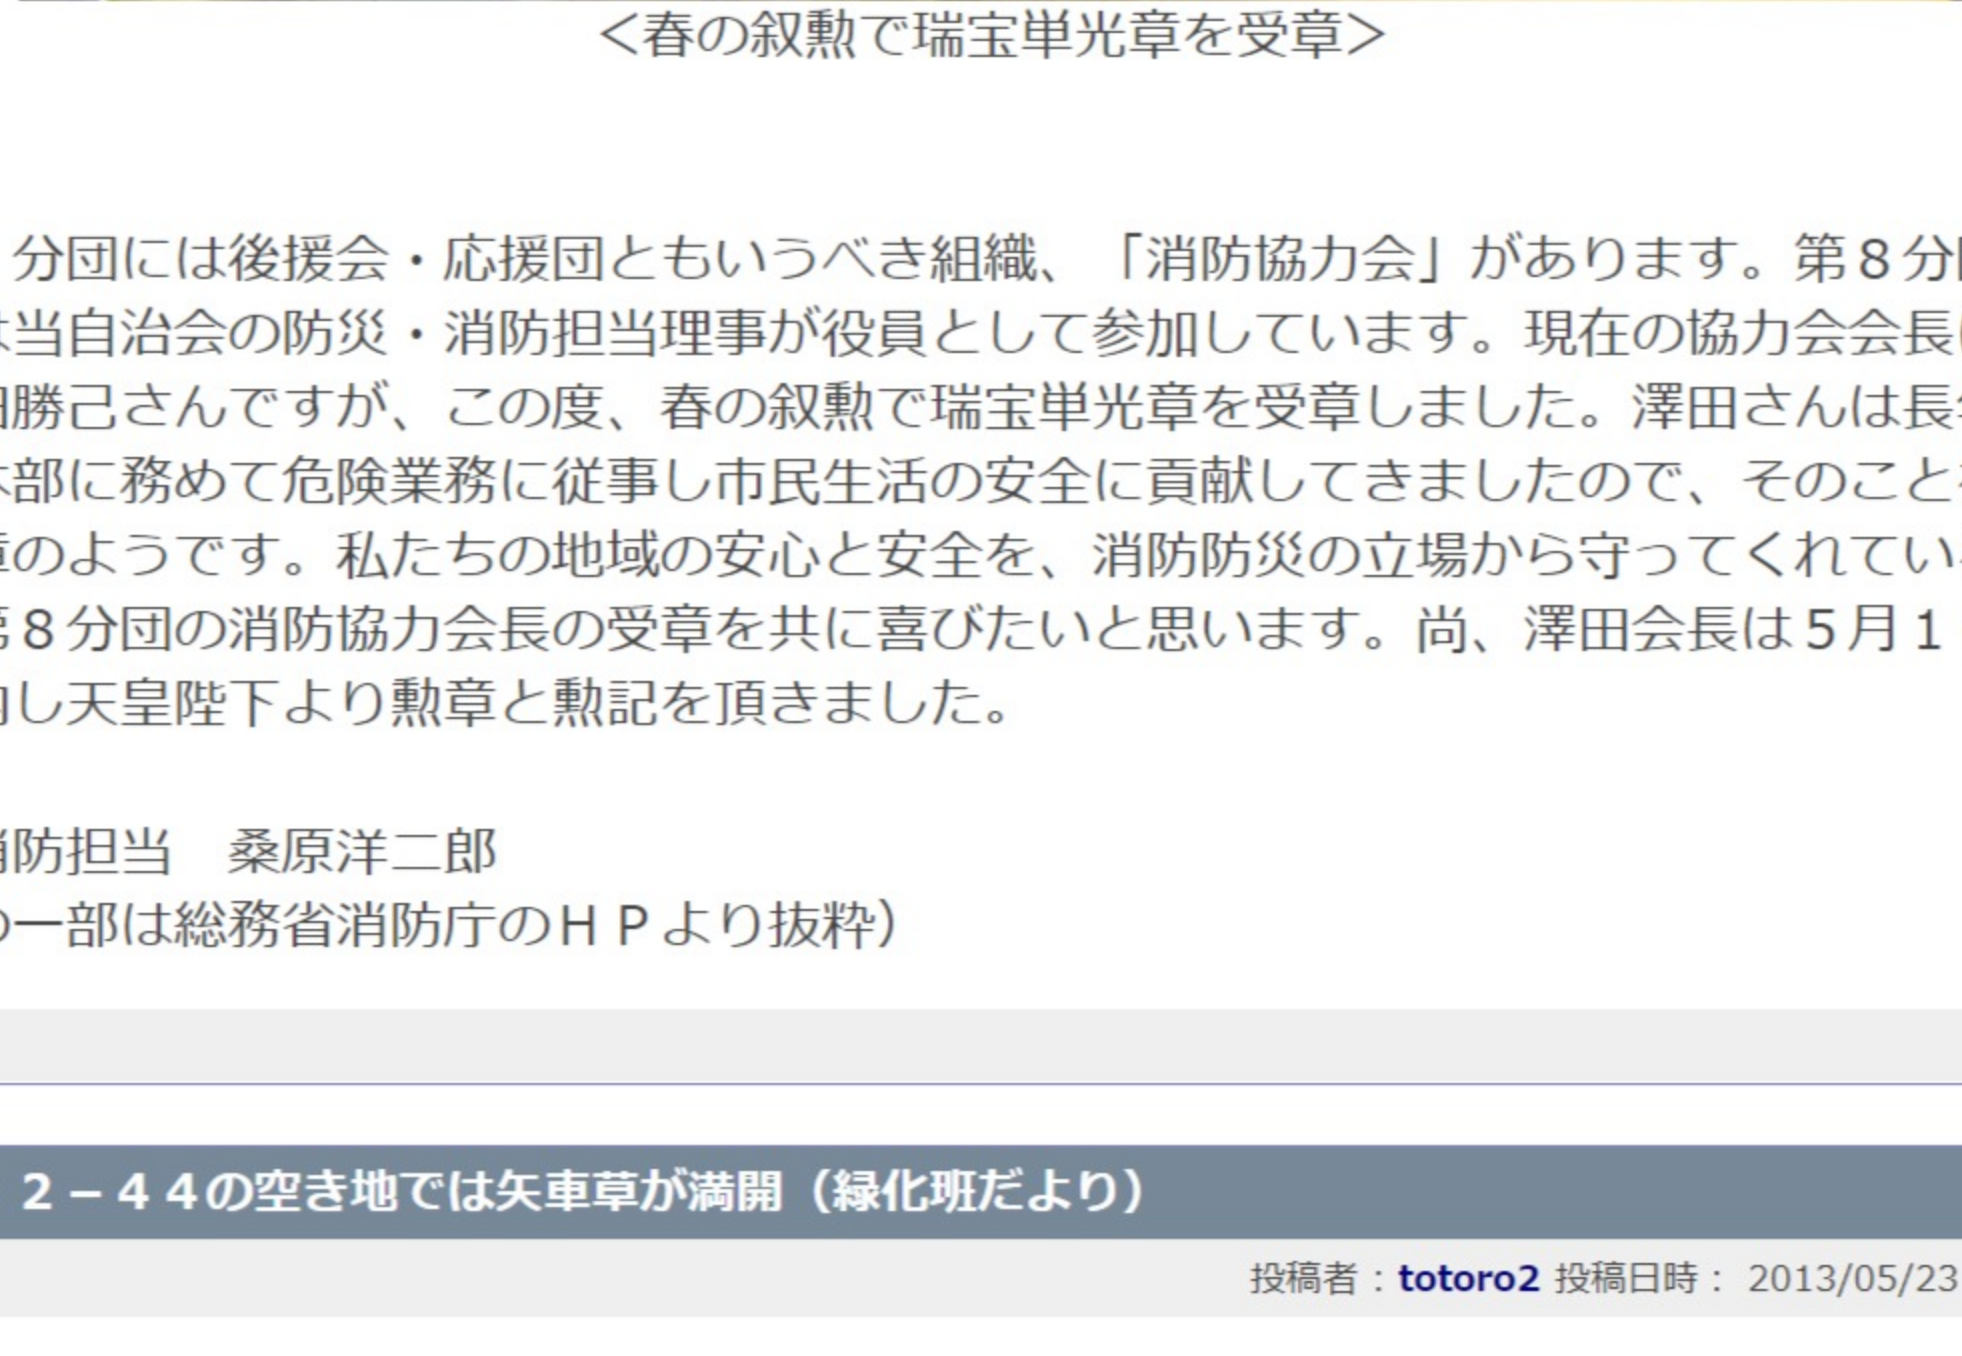 ＜春の叙勲で瑞宝単光章を受章＞
分団には後援会・応援団ともいうべき組織、「消防協力会」があります。第８分
当自治会の防災・消防担当理事が役員として参加しています。現在の協力会会長
勝己さんですが、この度、春の叙勲で瑞宝単光章を受章しました。澤田さんは長
部に務めて危険業務に従事し市民生活の安全に貢献してきましたので、そのこと
のようです。私たちの地域の安心と安全を、消防防災の立場から守ってくれてい
８分団の消防協力会長の受章を共に喜びたいと思います。尚、澤田会長は５月１
し天皇陛下より勲章と勲記を頂きました。
防担当　桑原洋二郎
一部は総務省消防庁のＨＰより抜粋）
２－４４の空き地では矢車草が満開（緑化班だより）
投稿者：totoro2 投稿日時： 2013/05/23